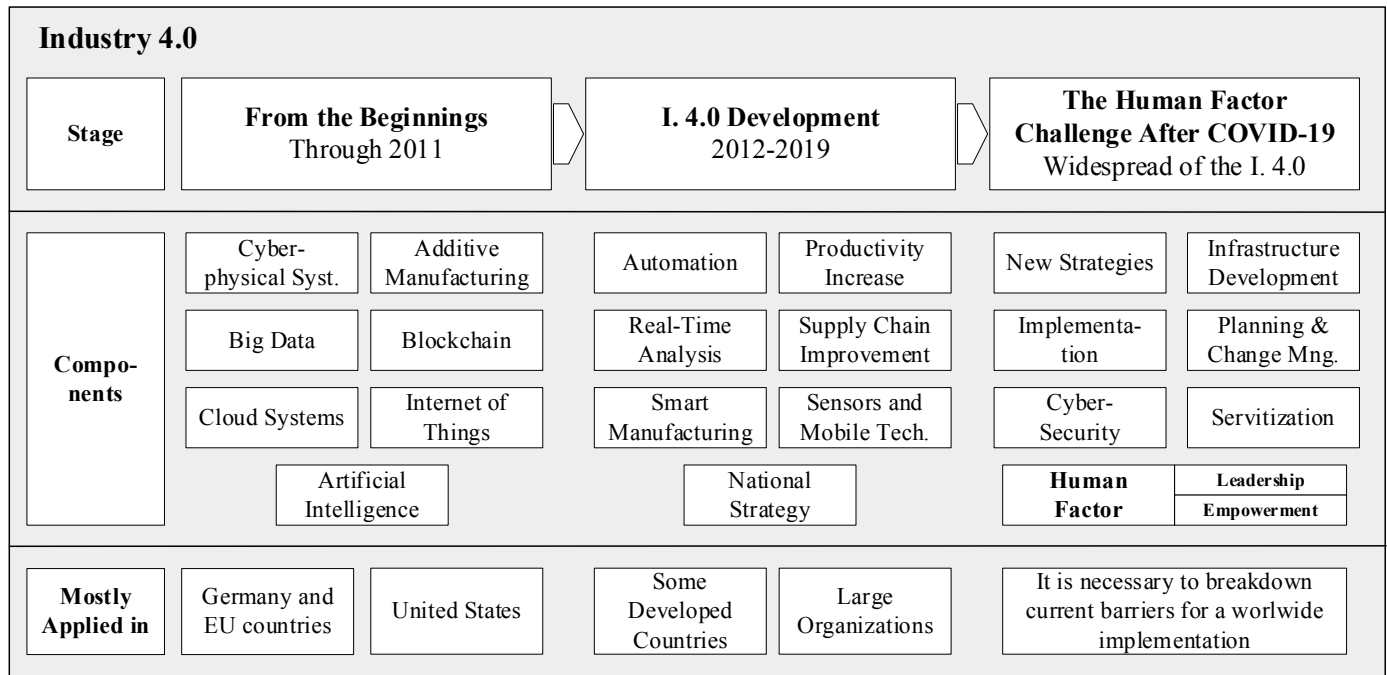 Industry 4.0
Stage
From the Beginnings
Through 2011
I. 4.0 Development
2012-2019
The Human Factor
Challenge After COVID-19
Widespread of the I. 4.0
Compo-
nents
Cyber-
physical Syst.
Additive
Manufacturing
Big Data
Blockchain
Cloud Systems
Internet of
Things
Artificial
Intelligence
Automation
Productivity
Increase
Real-Time
Analysis
Supply Chain
Improvement
Smart
Manufacturing
Sensors and
Mobile Tech.
National
Strategy
New Strategies
Infrastructure
Development
Implementa-
tion
Planning &
Change Mng.
Cyber-
Security
Servitization
Human
Factor
Leadership
Empowerment
Mostly
Applied in
Germany and
EU countries
United States
Some
Developed
Countries
Large
Organizations
It is necessary to breakdown
current barriers for a worlwide
implementation